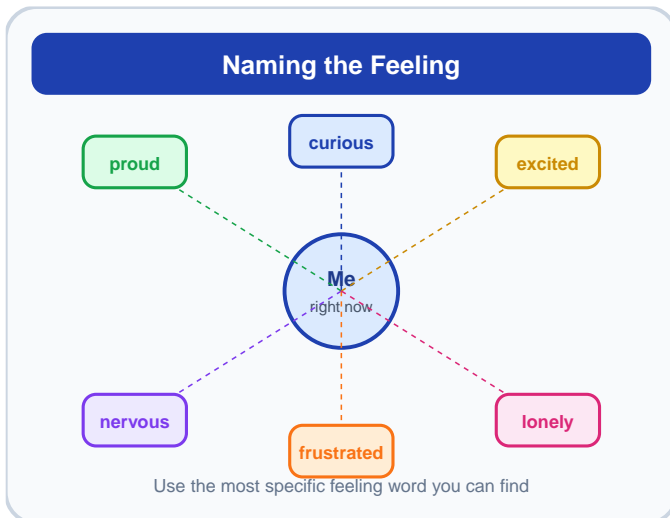 Naming the Feeling
curious
proud
excited
Me
right now
nervous
lonely
frustrated
Use the most specific feeling word you can find